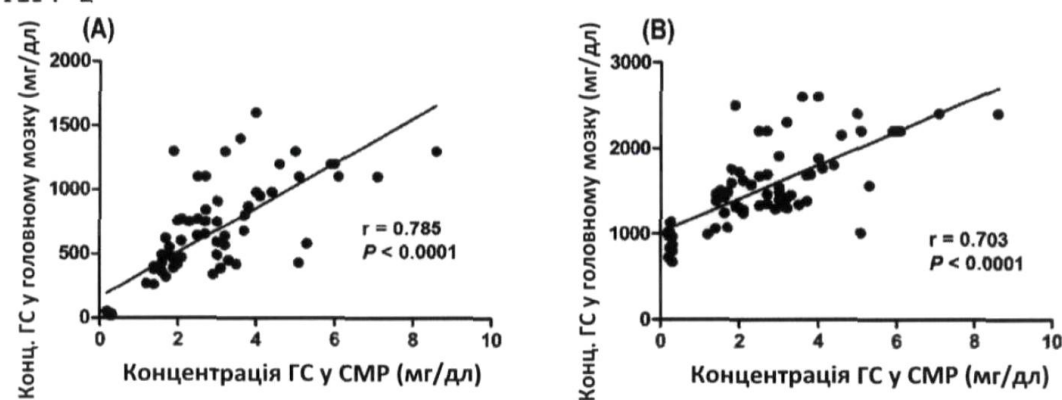 (A)
Конц. ГС у головному мозку (мг/дл)
2000
1500
1000
500
0
0 2 4 6 8 10
r = 0.785
P < 0.0001
Концентрація ГС у СМР (мг/дл)
(B)
Конц. ГС у головному мозку (мг/дл)
3000
2000
1000
0
0 2 4 6 8 10
r = 0.703
P < 0.0001
Концентрація ГС у СМР (мг/дл)